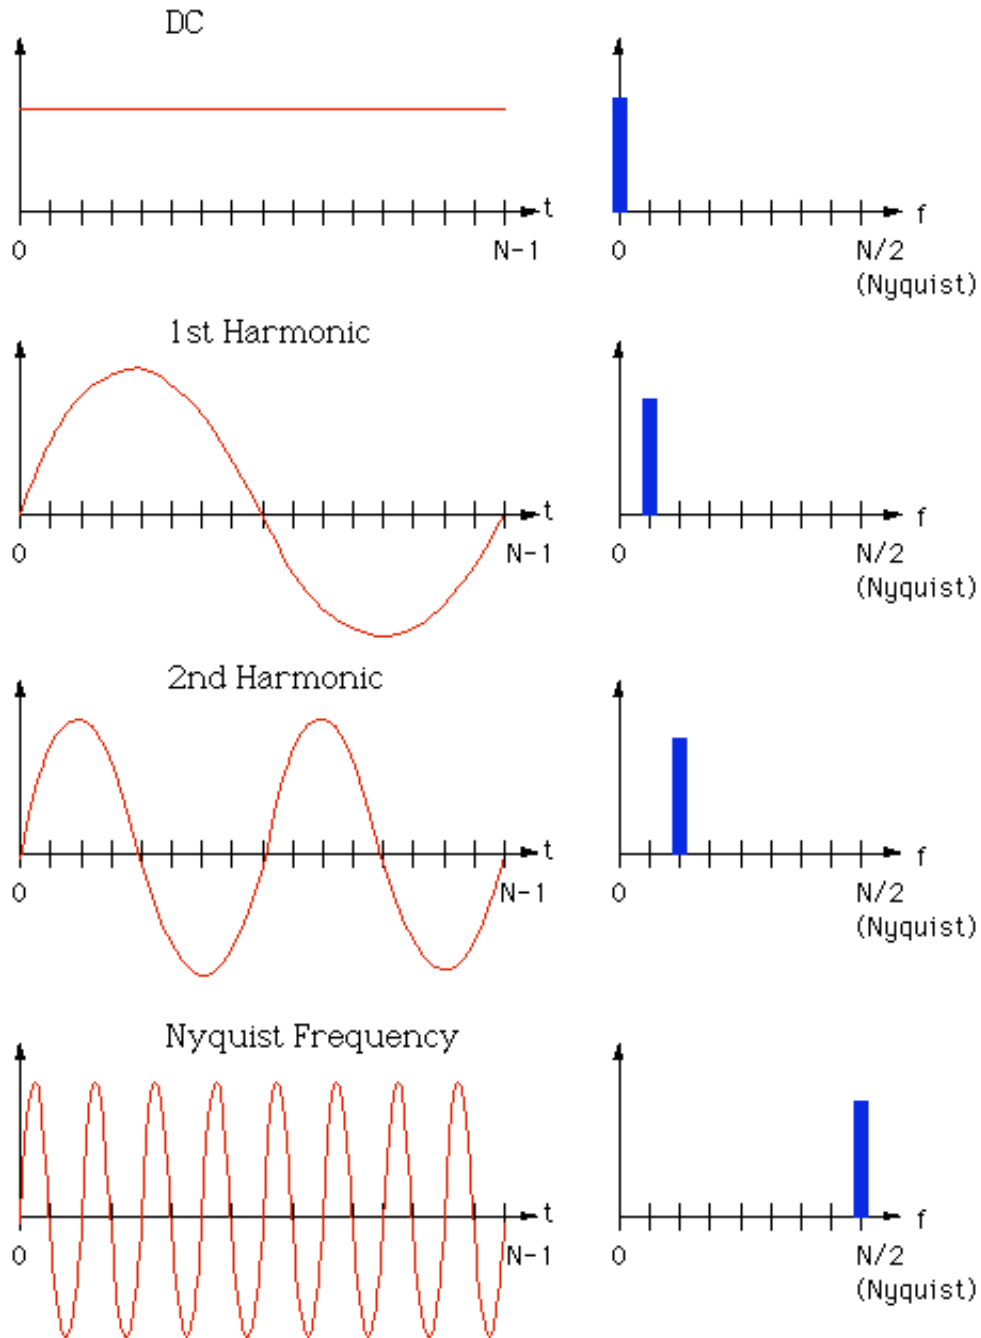 DC
t
f
0
N-1
0
N/2
(Nyquist)
1st Harmonic
t
f
0
N-1
0
N/2
(Nyquist)
2nd Harmonic
t
f
0
N-1
0
N/2
(Nyquist)
Nyquist Frequency
t
f
0
N-1
0
N/2
(Nyquist)